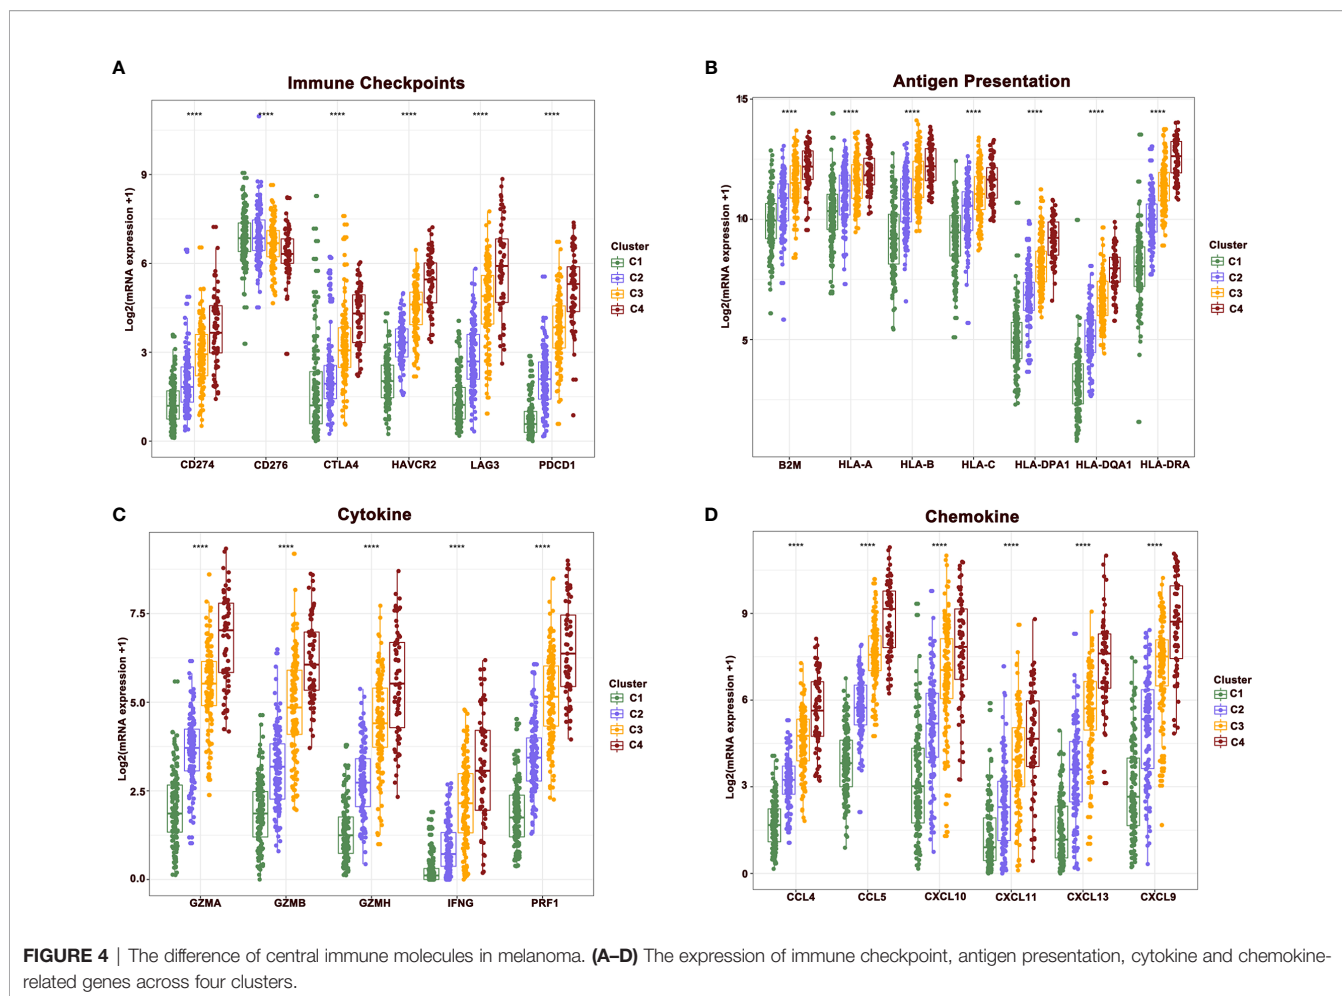 A
Immune Checkpoints
Log2(mRNA expression +1)
9
6
3
0
**** **** **** **** **** ****
CD274 CD276 CTLA4 HAVCR2 LAG3 PDCD1
Cluster
C1
C2
C3
C4
B
Antigen Presentation
Log2(mRNA expression +1)
15
10
5
**** **** **** **** **** **** ****
B2M HLA-A HLA-B HLA-C HLA-DPA1 HLA-DQA1 HLA-DRA
Cluster
C1
C2
C3
C4
C
Cytokine
Log2(mRNA expression +1)
7.5
5.0
2.5
0.0
**** **** **** **** ****
GZMA GZMB GZMH IFNG PRF1
Cluster
C1
C2
C3
C4
D
Chemokine
Log2(mRNA expression +1)
9
6
3
0
**** **** **** **** **** ****
CCL4 CCL5 CXCL10 CXCL11 CXCL13 CXCL9
Cluster
C1
C2
C3
C4
FIGURE 4 | The difference of central immune molecules in melanoma. (A–D) The expression of immune checkpoint, antigen presentation, cytokine and chemokine-
related genes across four clusters.